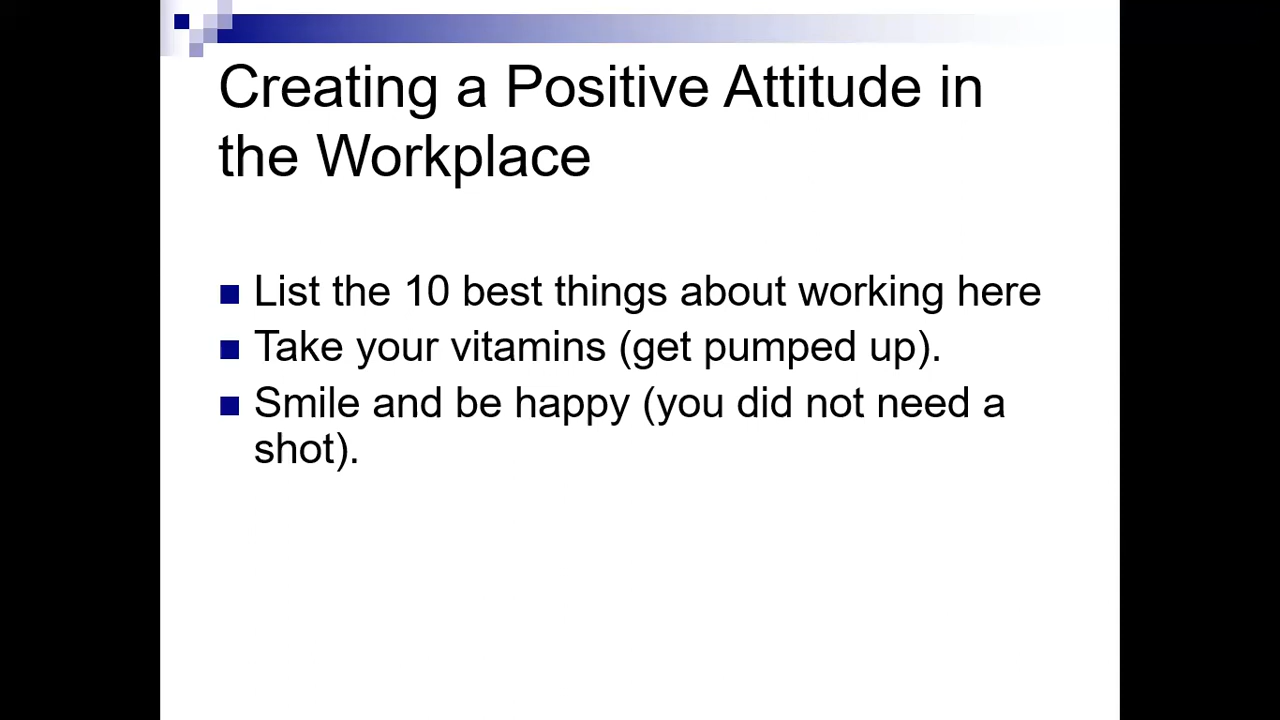 Creating a Positive Attitude in
the Workplace
List the 10 best things about working here
Take your vitamins (get pumped up).
Smile and be happy (you did not need a
shot).